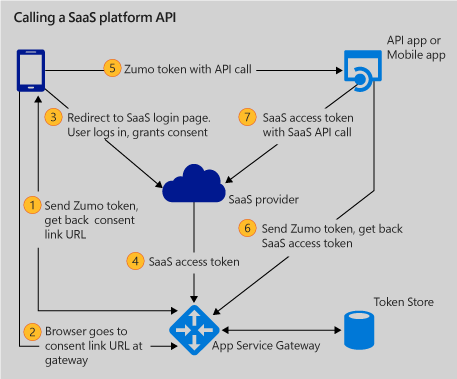 Calling a SaaS platform API
API app or
Mobile app
5 Zumo token with API call
3 Redirect to SaaS login page.
User logs in, grants consent
7 SaaS access token
with SaaS API call
SaaS provider
1 Send Zumo token,
get back consent
link URL
6 Send Zumo token, get back
SaaS access token
4 SaaS access token
Token Store
2 Browser goes to
consent link URL at
gateway
App Service Gateway